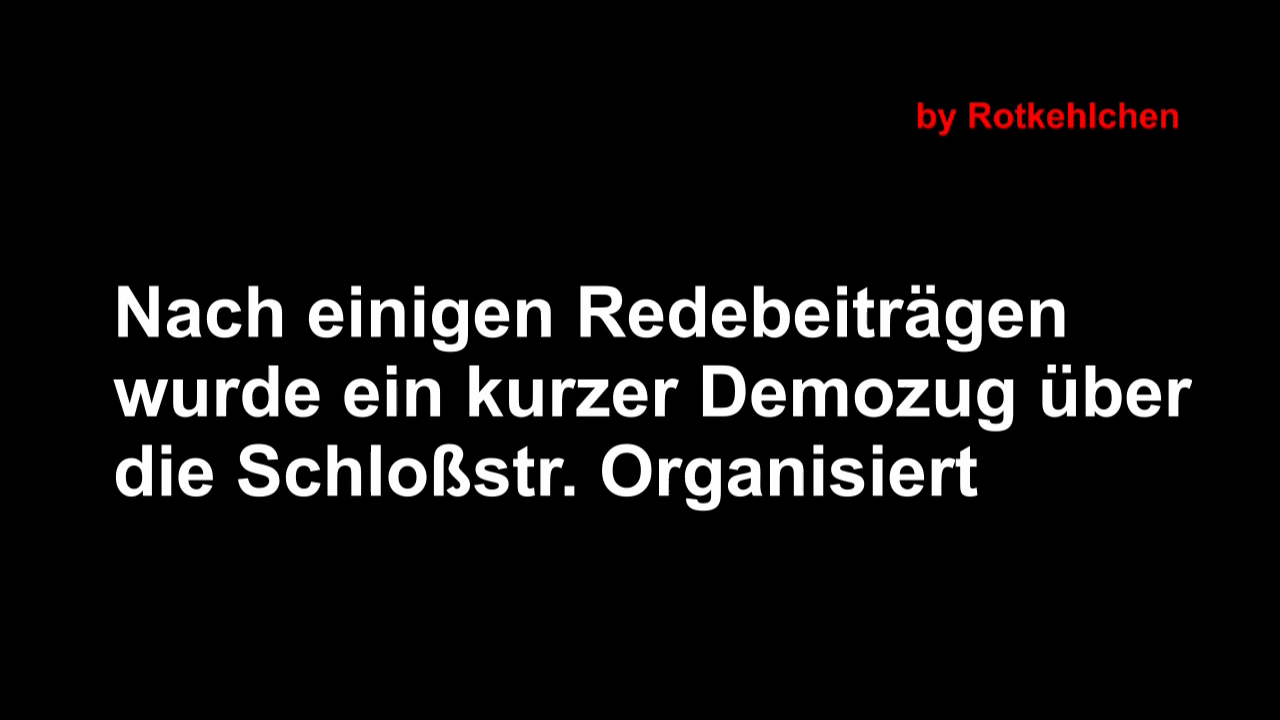 by Rotkehlchen
Nach einigen Redebeiträgen
wurde ein kurzer Demozug über
die Schloßstr. Organisiert